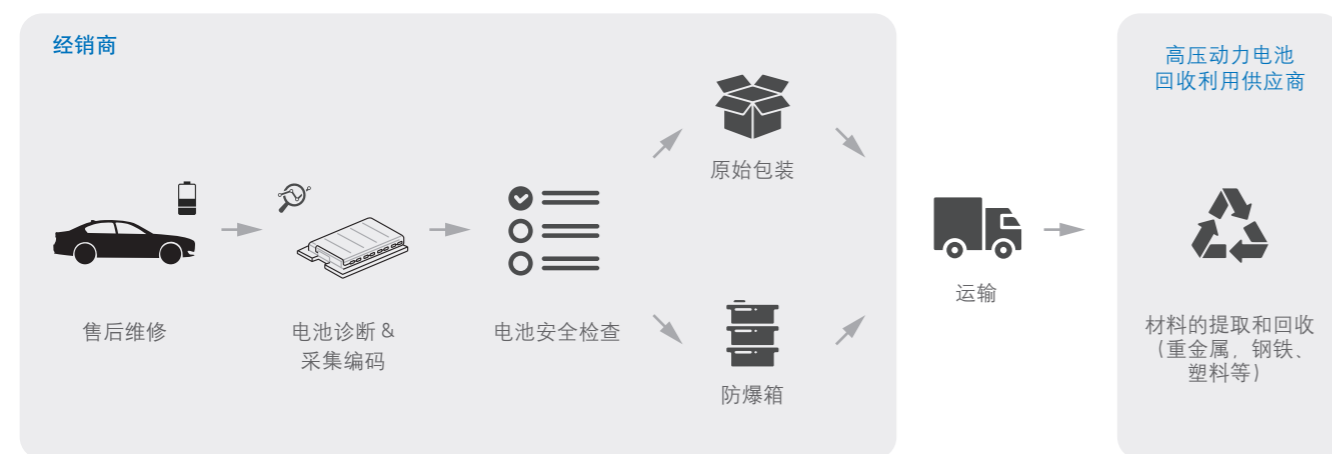 经销商
高压动力电池
回收利用供应商
原始包装
运输
售后维修
电池诊断&
采集编码
电池安全检查
防爆箱
材料的提取和回收
(重金属,钢铁、
塑料等)